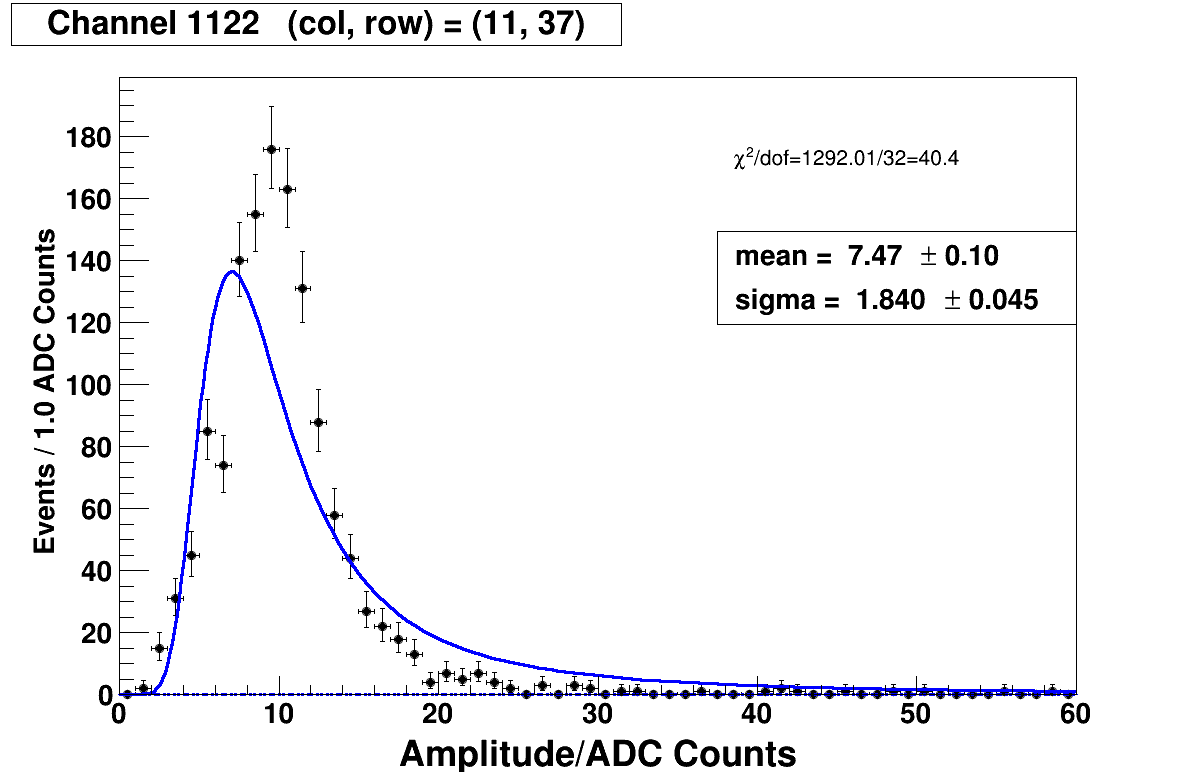 Channel 1122 (col, row) = (11, 37)
χ²/dof=1292.01/32=40.4
mean = 7.47 ± 0.10
sigma = 1.840 ± 0.045
Events / 1.0 ADC Counts
180
160
140
120
100
80
60
40
20
0
0 10 20 30 40 50 60
Amplitude/ADC Counts